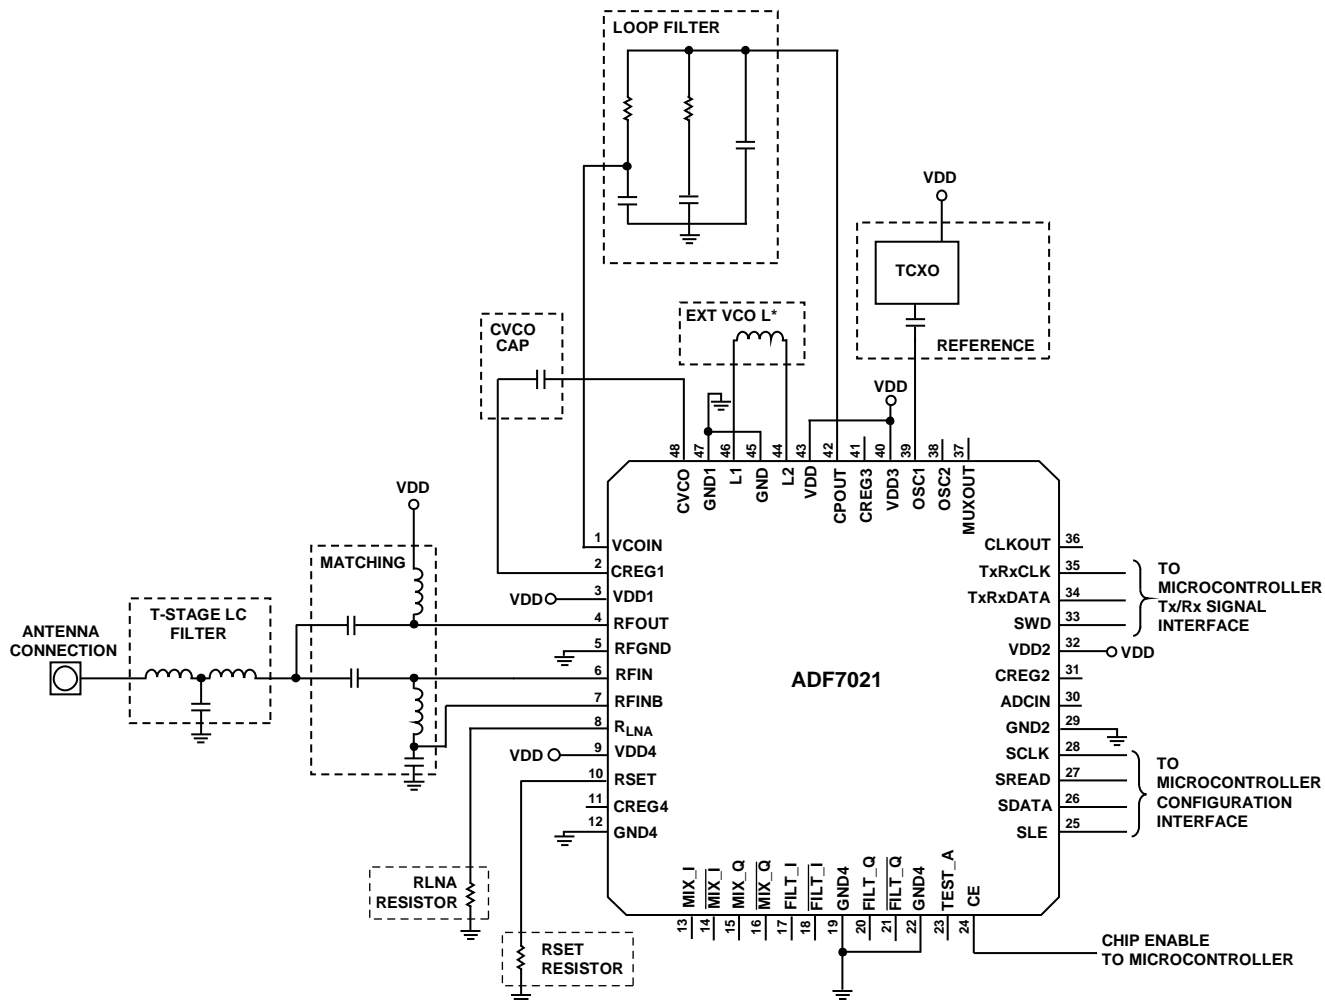 LOOP FILTER
VDD
TCXO
REFERENCE
EXT VCO L*
CVCO
CAP
VDD
48
47
46
45
44
43
42
41
40
39
38
37
CVCO
GND1
L1
GND
L2
VDD
CPOUT
CREG3
VDD3
OSC1
OSC2
MUXOUT
VDD
MATCHING
T-STAGE LC
FILTER
ANTENNA
CONNECTION
1 VCOIN
2 CREG1
VDD 3 VDD1
4 RFOUT
5 RFGND
6 RFIN
7 RFINB
8 RLNA
VDD 9 VDD4
10 RSET
11 CREG4
12 GND4
ADF7021
CLKOUT 36
TxRxCLK 35
TxRxDATA 34
SWD 33
VDD2 32 VDD
CREG2 31
ADCIN 30
GND2 29
SCLK 28
SREAD 27
SDATA 26
SLE 25
TO
MICROCONTROLLER
Tx/Rx SIGNAL
INTERFACE
TO
MICROCONTROLLER
CONFIGURATION
INTERFACE
MIX_I
MIX_I
MIX_Q
MIX_Q
FILT_I
FILT_I
GND4
FILT_Q
FILT_Q
GND4
TEST_A
CE
13
14
15
16
17
18
19
20
21
22
23
24
RLNA
RESISTOR
RSET
RESISTOR
CHIP ENABLE
TO MICROCONTROLLER